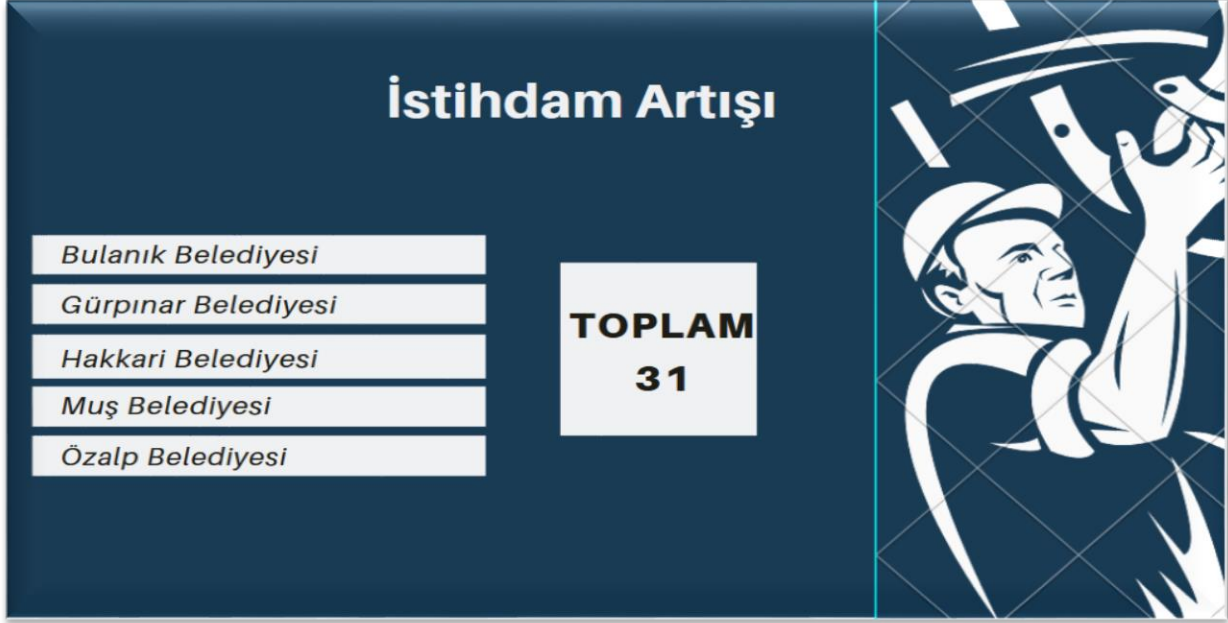 İstihdam Artışı
Bulanık Belediyesi
Gürpınar Belediyesi
Hakkari Belediyesi
Muş Belediyesi
Özalp Belediyesi
TOPLAM
31